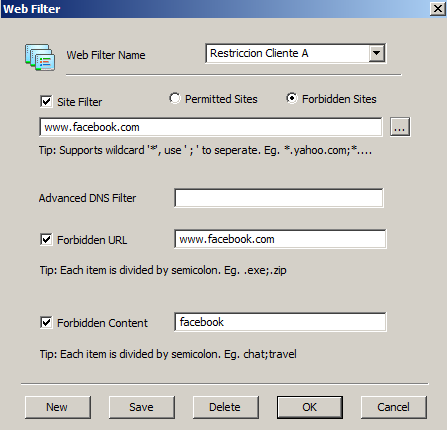 Web Filter
Web Filter Name
Restriccion Cliente A
Site Filter
Permitted Sites
Forbidden Sites
www.facebook.com
...
Tip: Supports wildcard '*', use ' ; ' to seperate. Eg. *.yahoo.com;*....
Advanced DNS Filter
Forbidden URL
www.facebook.com
Tip: Each item is divided by semicolon. Eg. .exe;.zip
Forbidden Content
facebook
Tip: Each item is divided by semicolon. Eg. chat;travel
New
Save
Delete
OK
Cancel